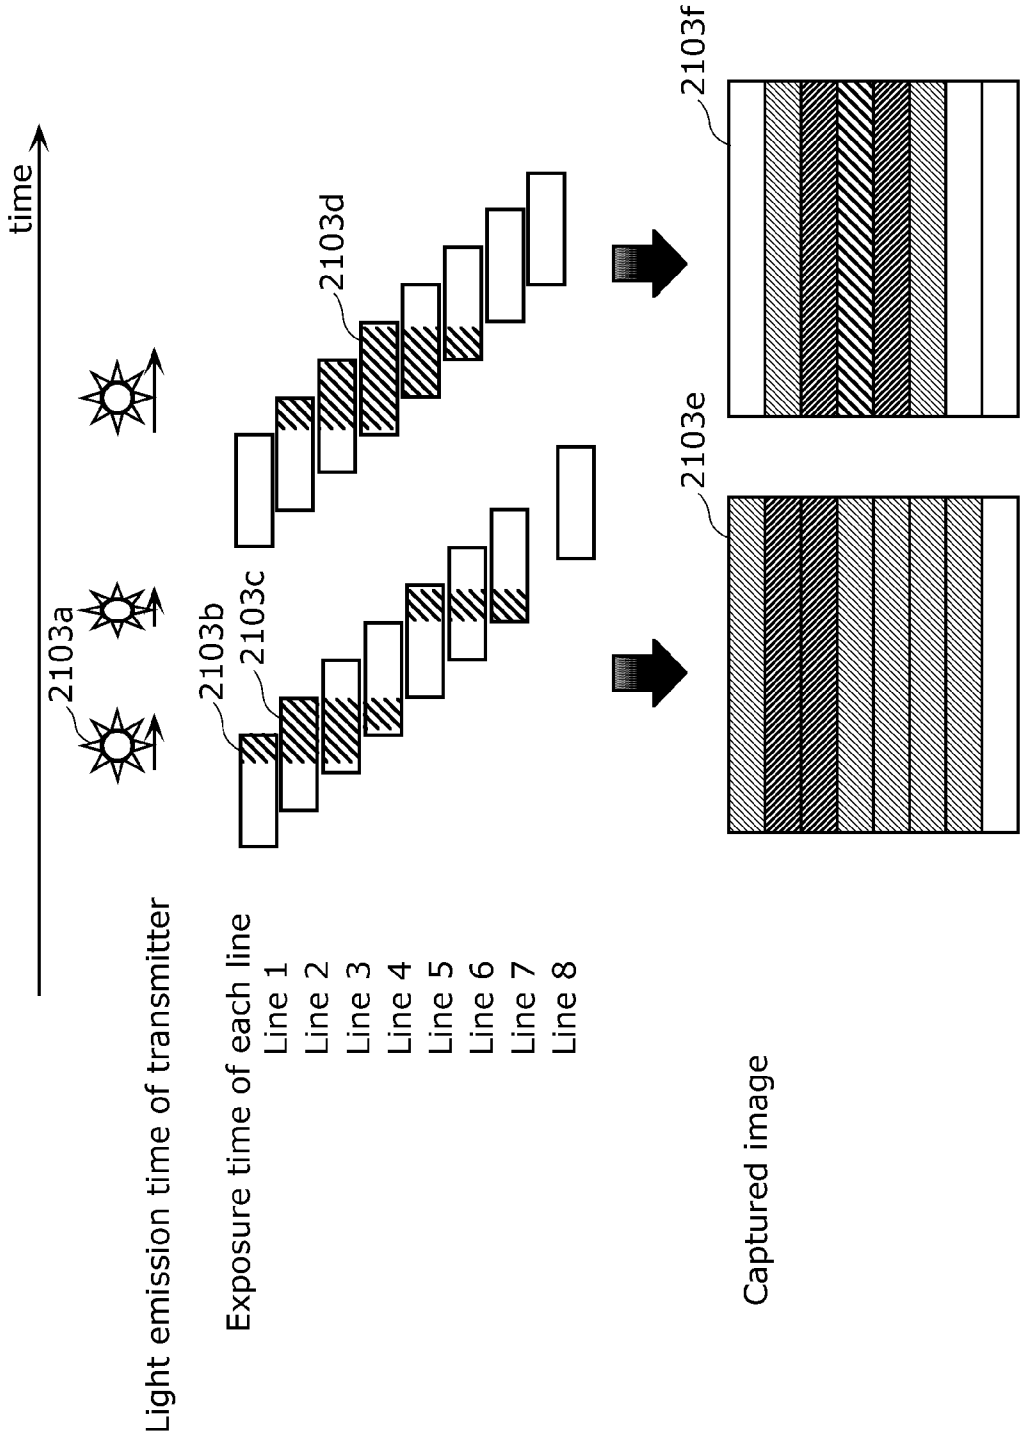 time
2103a
Light emission time of transmitter
2103b
2103c
2103d
Exposure time of each line
Line 1
Line 2
Line 3
Line 4
Line 5
Line 6
Line 7
Line 8
2103e
2103f
Captured image